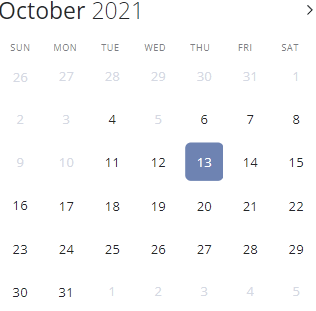 October 2021
SUN MON TUE WED THU FRI SAT
26 27 28 29 30 31 1
2 3 4 5 6 7 8
9 10 11 12 13 14 15
16 17 18 19 20 21 22
23 24 25 26 27 28 29
30 31 1 2 3 4 5